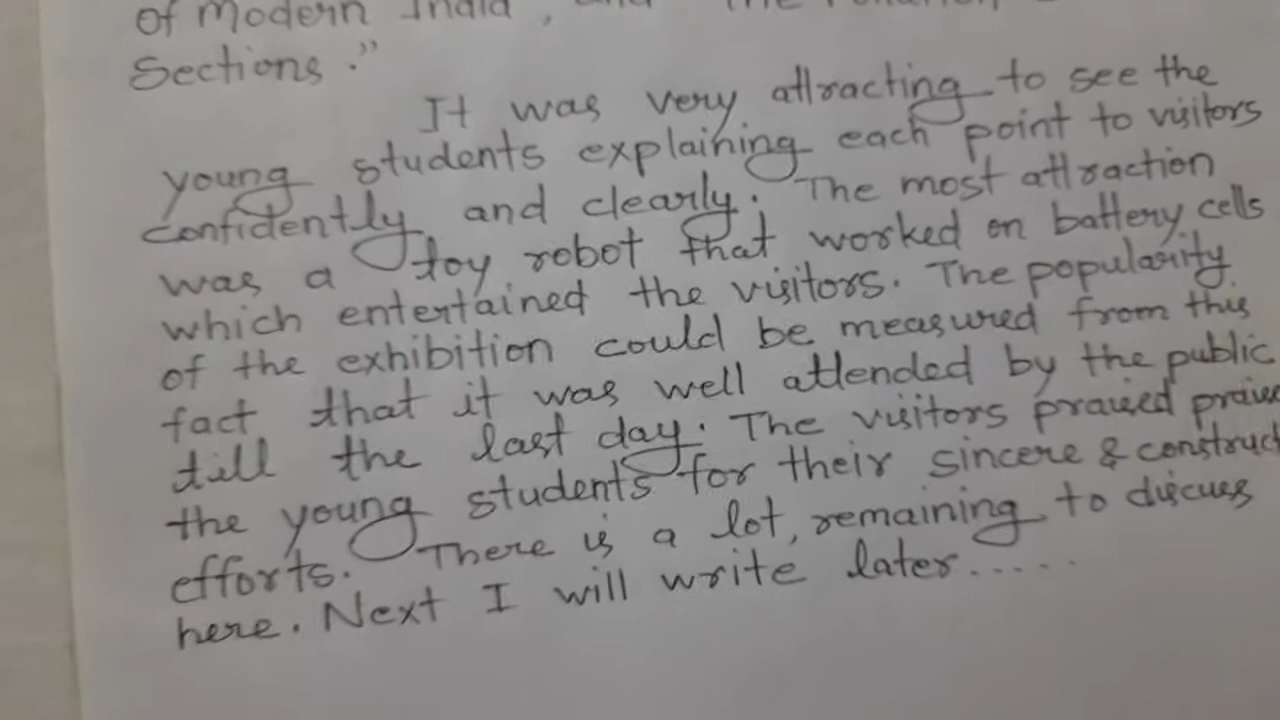 of Modern India, and "The
Sections."
It was very attracting to see the
young students explaining each point to visitors
confidently and clearly. The most attraction
was a toy robot that worked on battery cells
which entertained the visitors. The popularity
of the exhibition could be measured from this
fact that it was well attended by the public
till the last day. The visitors praised
the young students for their sincere & construct
efforts. There is a lot, remaining to discuss
here. Next I will write later.....